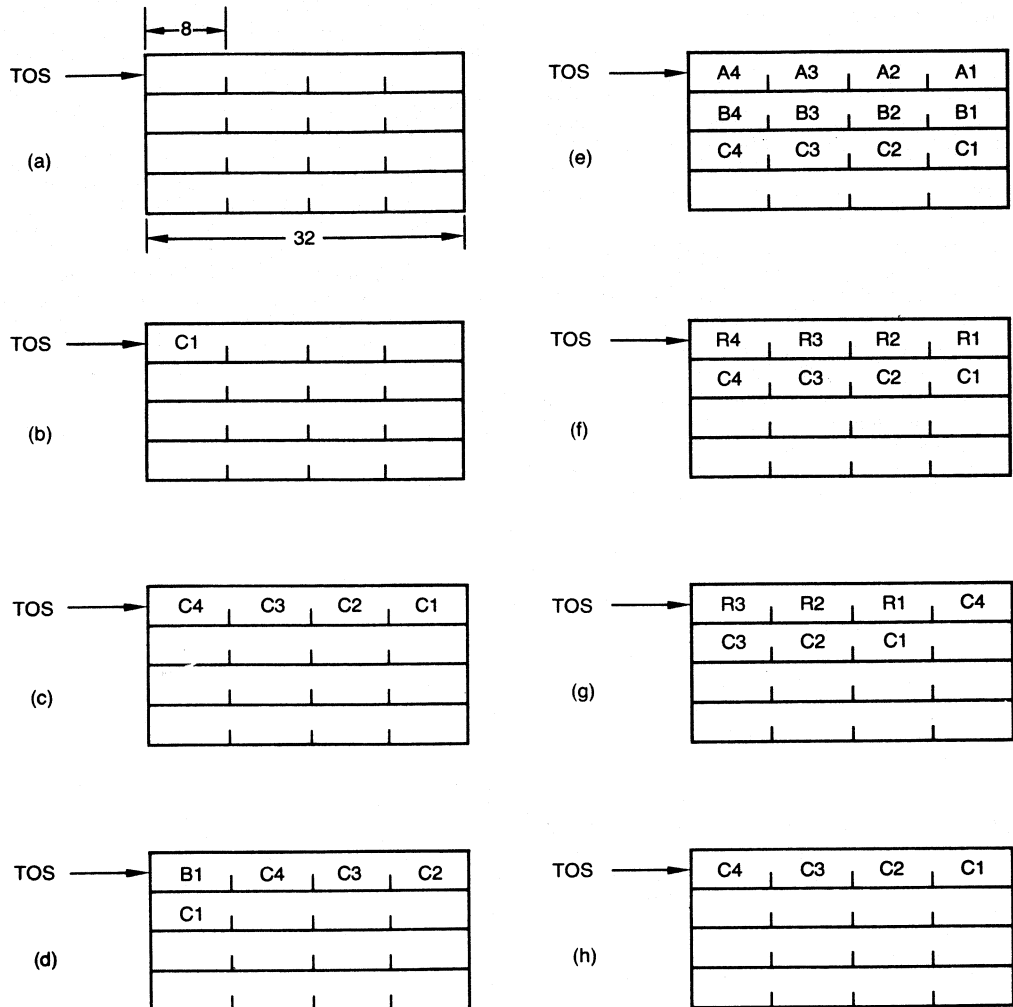 8
TOS
(a)
32
TOS C1
(b)
TOS C4 C3 C2 C1
(c)
TOS B1 C4 C3 C2
C1
(d)
TOS A4 A3 A2 A1
B4 B3 B2 B1
(e)
C4 C3 C2 C1
TOS R4 R3 R2 R1
C4 C3 C2 C1
(f)
TOS R3 R2 R1 C4
C3 C2 C1
(g)
TOS C4 C3 C2 C1
(h)